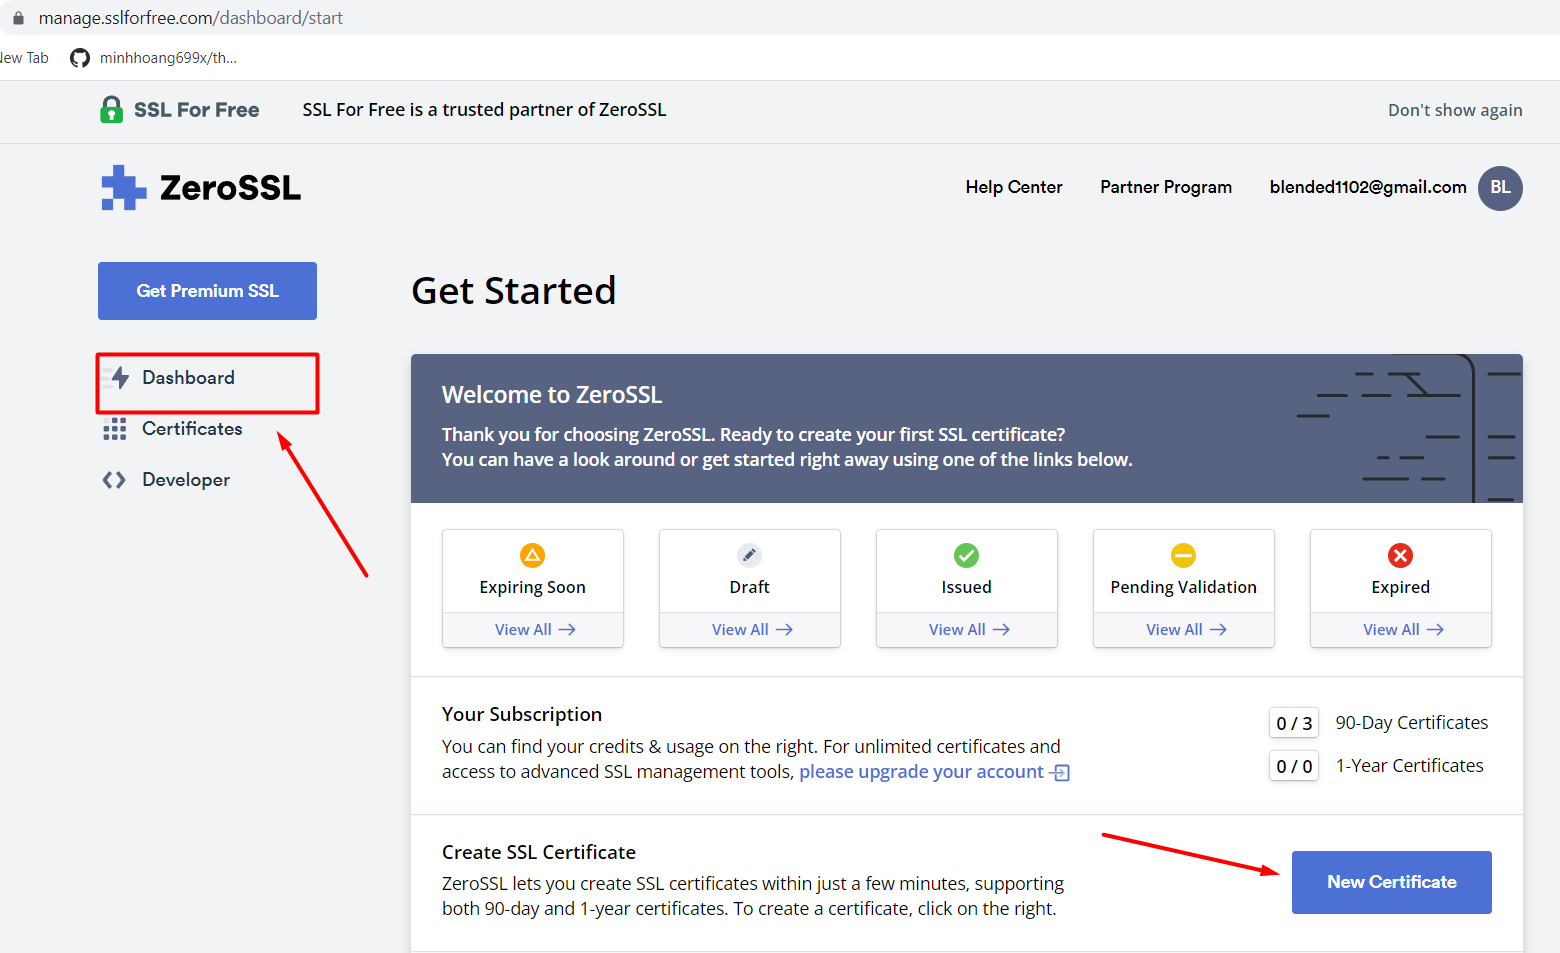 manage.sslforfree.com/dashboard/start
New Tab
minhhoang699x/th...
SSL For Free
SSL For Free is a trusted partner of ZeroSSL
Don't show again
ZeroSSL
Help Center
Partner Program
blended1102@gmail.com
BL
Get Premium SSL
Dashboard
Certificates
Developer
Get Started
Welcome to ZeroSSL
Thank you for choosing ZeroSSL. Ready to create your first SSL certificate?
You can have a look around or get started right away using one of the links below.
Expiring Soon
View All
Draft
View All
Issued
View All
Pending Validation
View All
Expired
View All
Your Subscription
You can find your credits & usage on the right. For unlimited certificates and
access to advanced SSL management tools, please upgrade your account
0 / 3 90-Day Certificates
0 / 0 1-Year Certificates
Create SSL Certificate
ZeroSSL lets you create SSL certificates within just a few minutes, supporting
both 90-day and 1-year certificates. To create a certificate, click on the right.
New Certificate